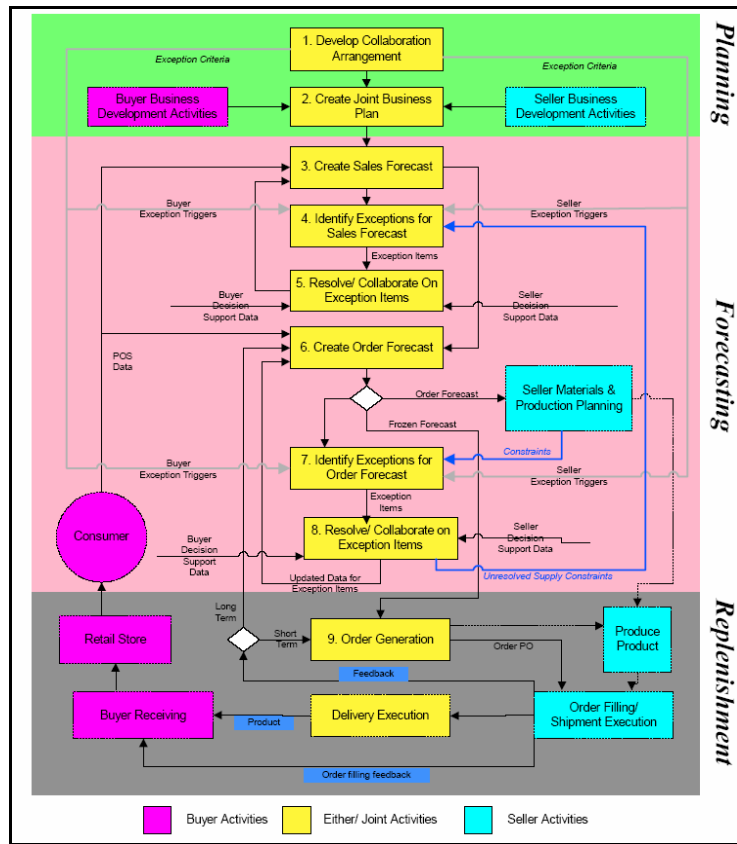 Planning
1. Develop Collaboration
Arrangement
Exception Criteria
Exception Criteria
Buyer Business
Development Activities
2. Create Joint Business
Plan
Seller Business
Development Activities
Forecasting
3. Create Sales Forecast
Buyer
Exception Triggers
Seller
Exception Triggers
4. Identify Exceptions for
Sales Forecast
Exception Items
5. Resolve/ Collaborate On
Exception Items
Buyer
Decision
Support Data
Seller
Decision
Support Data
6. Create Order Forecast
POS
Data
Order Forecast
Seller Materials &
Production Planning
Frozen Forecast
Constraints
7. Identify Exceptions for
Order Forecast
Buyer
Exception Triggers
Seller
Exception Triggers
Exception
Items
Consumer
8. Resolve/ Collaborate on
Exception Items
Buyer
Decision
Support
Data
Seller
Decision
Support Data
Updated Data for
Exception Items
Unresolved Supply Constraints
Replenishment
Long
Term
Short
Term
9. Order Generation
Order PO
Produce
Product
Retail Store
Feedback
Buyer Receiving
Product
Delivery Execution
Order Filling/
Shipment Execution
Order filling feedback
Buyer Activities
Either/ Joint Activities
Seller Activities